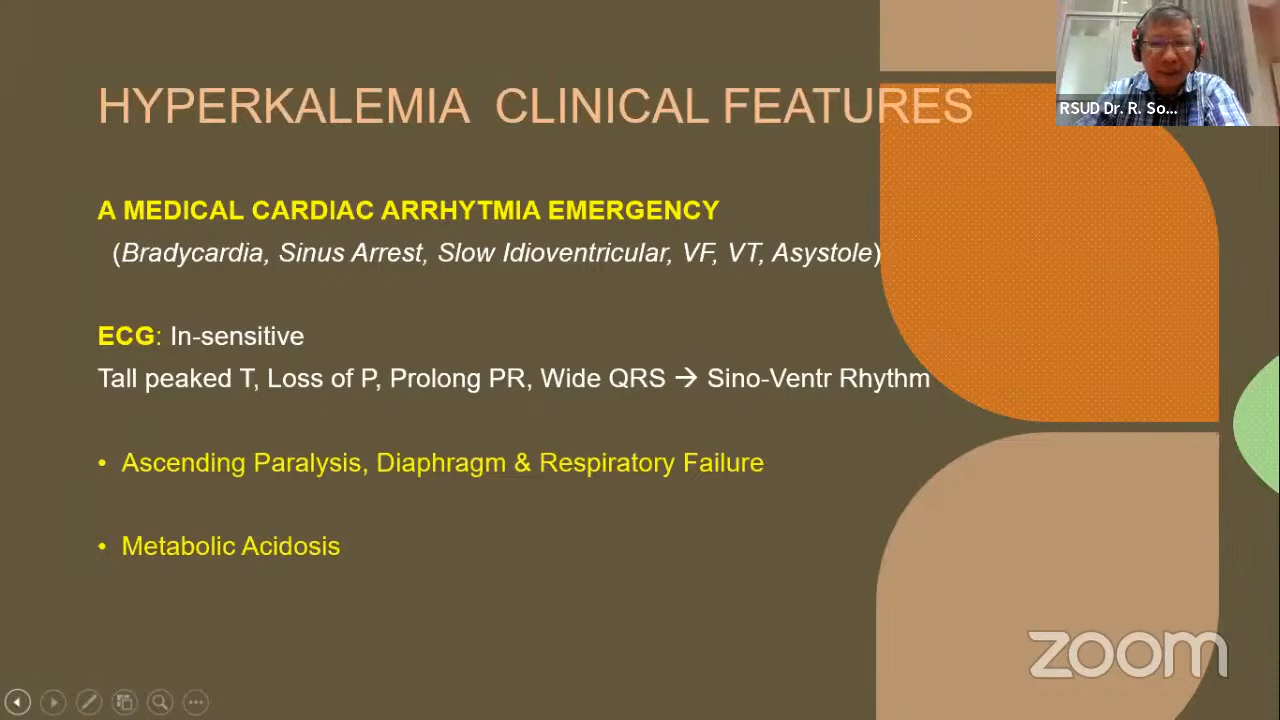 HYPERKALEMIA CLINICAL FEATURES
RSUD Dr. R. So...
A MEDICAL CARDIAC ARRHYTMIA EMERGENCY
(Bradycardia, Sinus Arrest, Slow Idioventricular, VF, VT, Asystole)
ECG: In-sensitive
Tall peaked T, Loss of P, Prolong PR, Wide QRS → Sino-Ventr Rhythm
• Ascending Paralysis, Diaphragm & Respiratory Failure
• Metabolic Acidosis
zoom